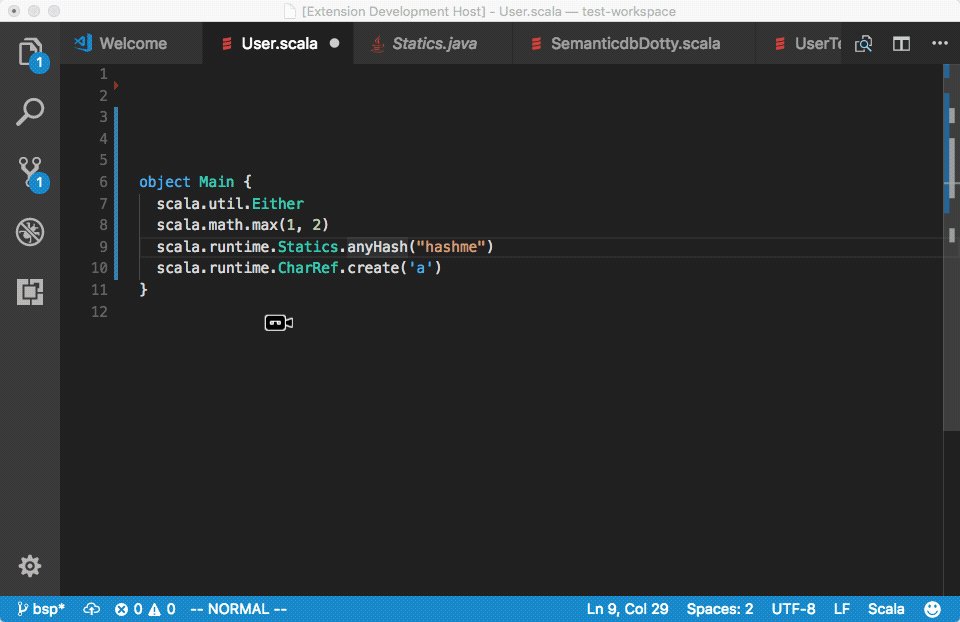 [Extension Development Host] - User.scala — test-workspace
Welcome
User.scala
Statics.java
SemanticdbDotty.scala
1
1
1
2
3
4
5
6 object Main {
7 scala.util.Either
8 scala.math.max(1, 2)
9 scala.runtime.Statics.anyHash("hashme")
10 scala.runtime.CharRef.create('a')
11 }
12
bsp* 0 0 -- NORMAL -- Ln 9, Col 29 Spaces: 2 UTF-8 LF Scala